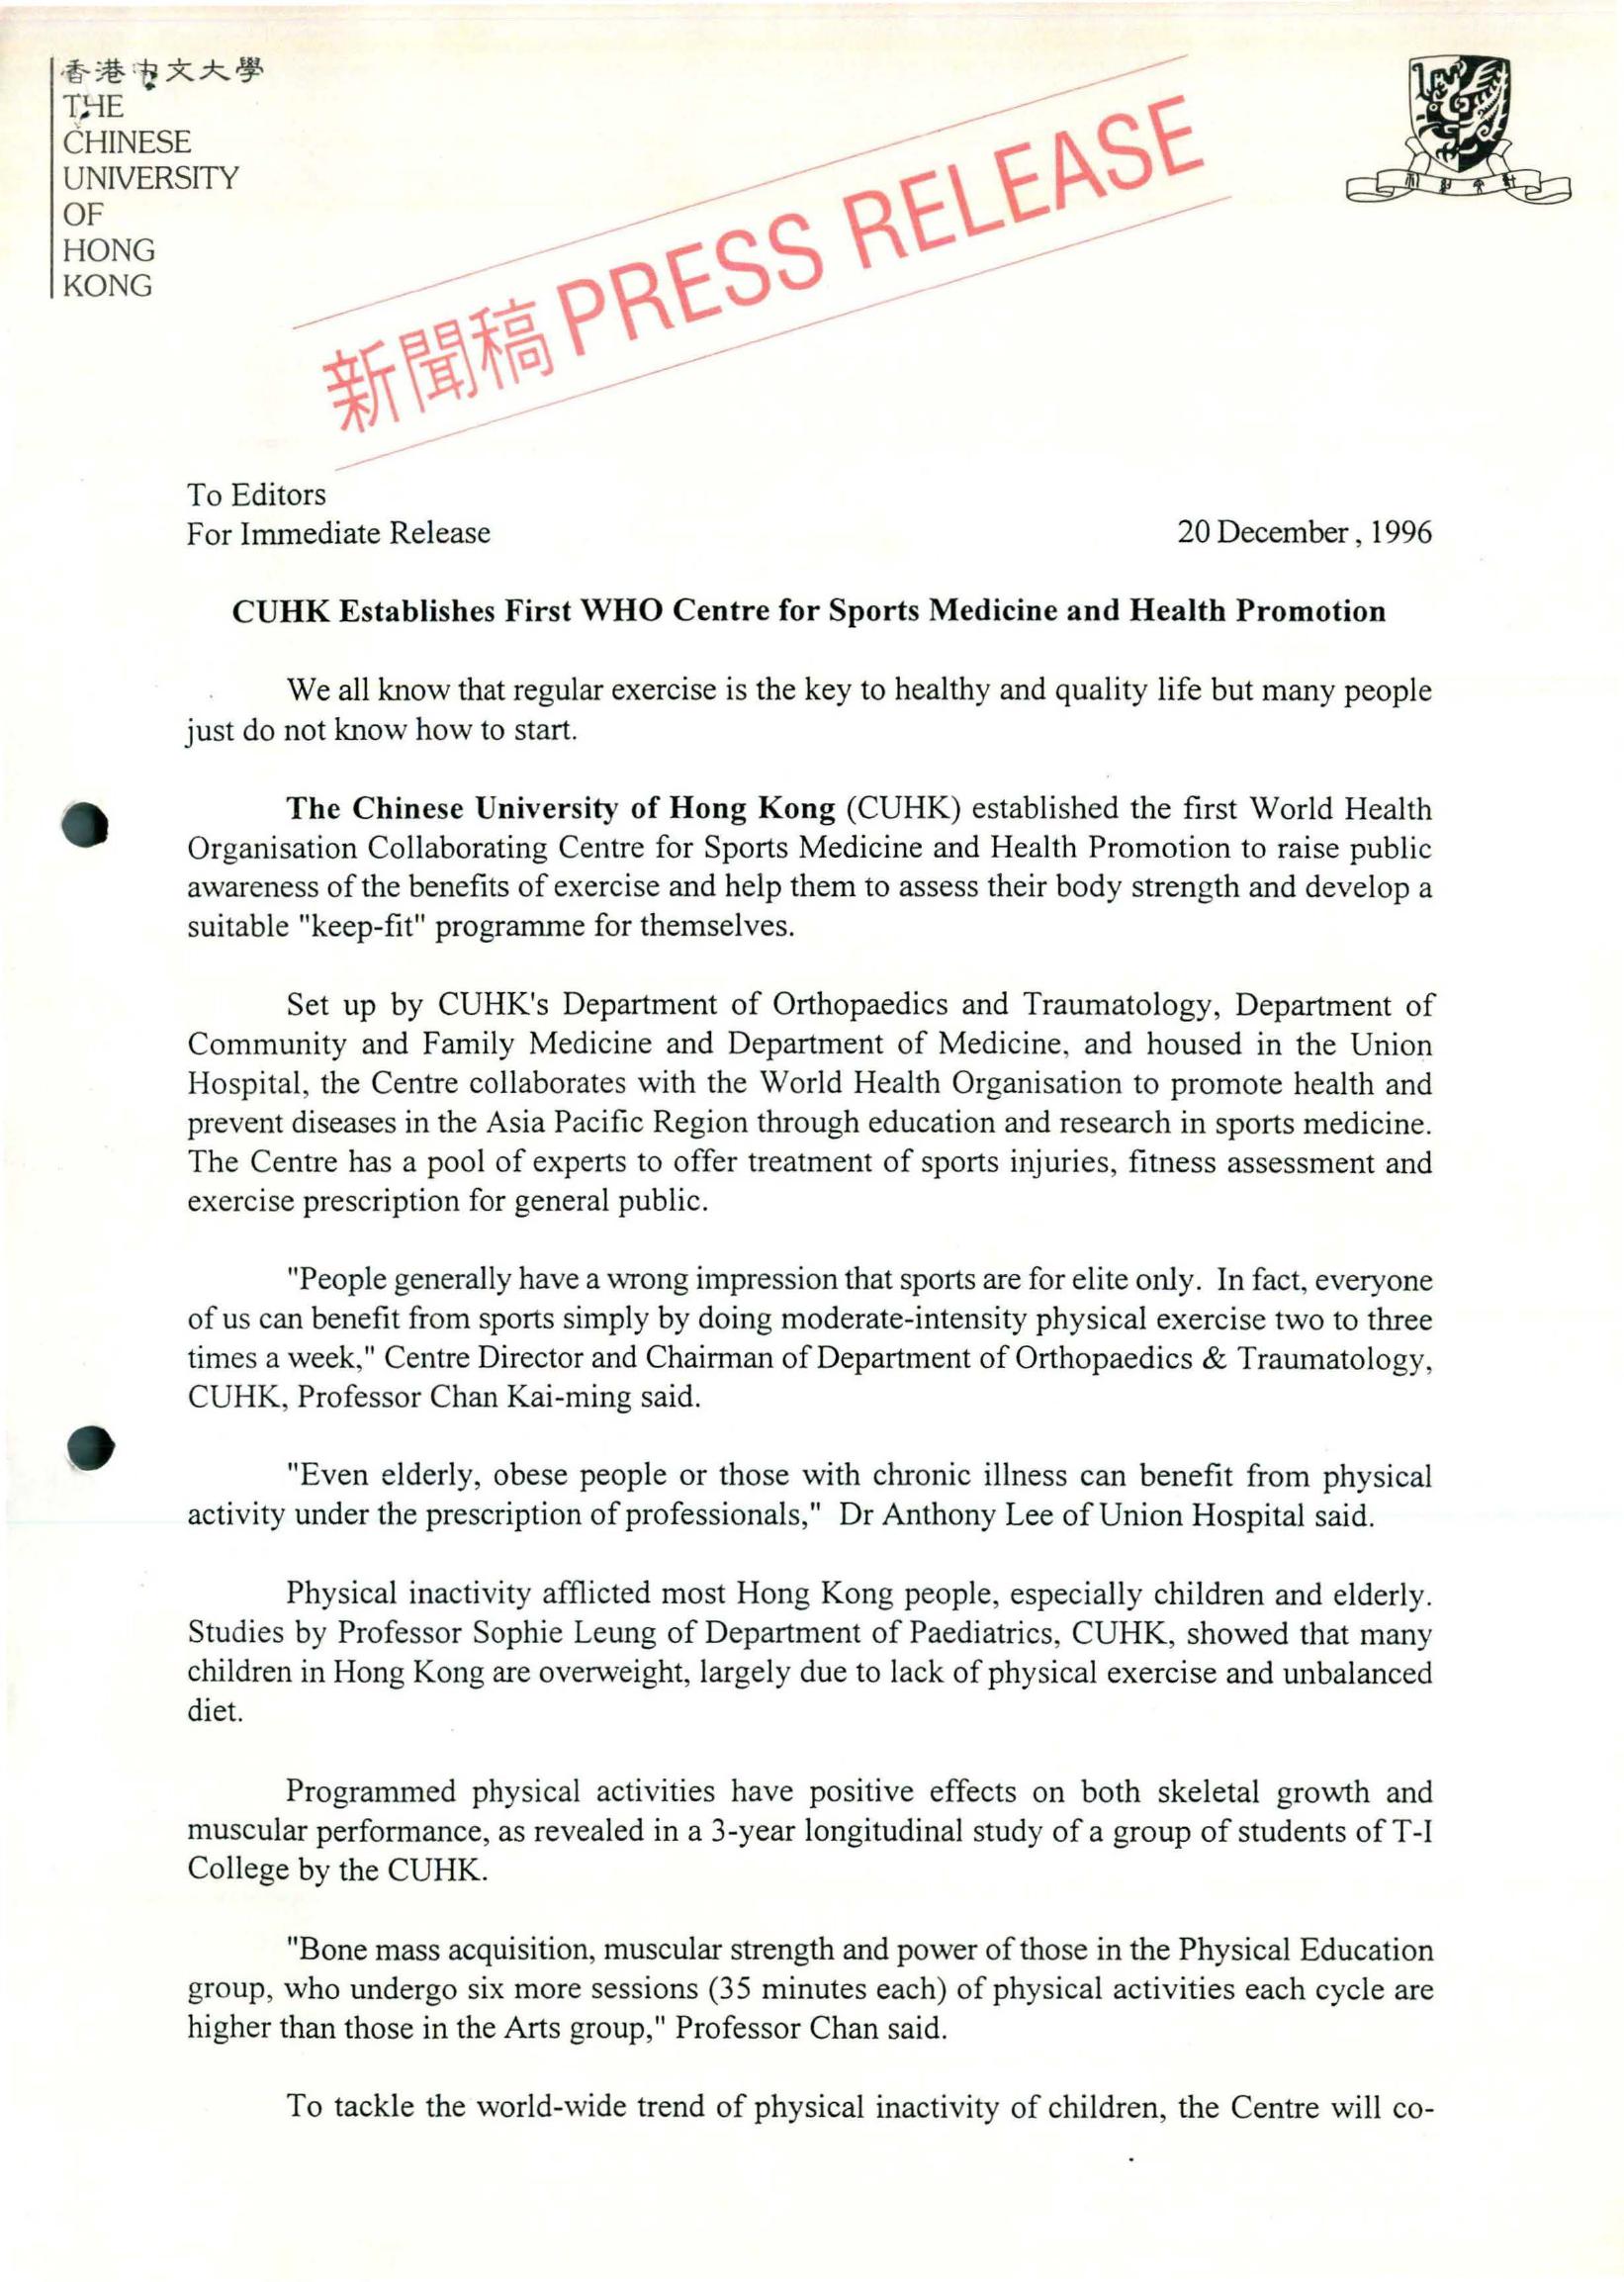 香港中文大學
THE
CHINESE
UNIVERSITY
OF
HONG
KONG
新聞稿 PRESS RELEASE
To Editors
For Immediate Release 20 December , 1996
CUHK Establishes First WHO Centre for Sports Medicine and Health Promotion
We all know that regular exercise is the key to healthy and quality life but many people
just do not know how to start.
The Chinese University of Hong Kong (CUHK) established the first World Health
Organisation Collaborating Centre for Sports Medicine and Health Promotion to raise public
awareness of the benefits of exercise and help them to assess their body strength and develop a
suitable "keep-fit" programme for themselves.
Set up by CUHK's Department of Orthopaedics and Traumatology, Department of
Community and Family Medicine and Department of Medicine, and housed in the Union
Hospital, the Centre collaborates with the World Health Organisation to promote health and
prevent diseases in the Asia Pacific Region through education and research in sports medicine.
The Centre has a pool of experts to offer treatment of sports injuries, fitness assessment and
exercise prescription for general public.
"People generally have a wrong impression that sports are for elite only. In fact, everyone
of us can benefit from sports simply by doing moderate-intensity physical exercise two to three
times a week," Centre Director and Chairman of Department of Orthopaedics & Traumatology,
CUHK, Professor Chan Kai-ming said.
"Even elderly, obese people or those with chronic illness can benefit from physical
activity under the prescription of professionals," Dr Anthony Lee of Union Hospital said.
Physical inactivity afflicted most Hong Kong people, especially children and elderly.
Studies by Professor Sophie Leung of Department of Paediatrics, CUHK, showed that many
children in Hong Kong are overweight, largely due to lack of physical exercise and unbalanced
diet.
Programmed physical activities have positive effects on both skeletal growth and
muscular performance, as revealed in a 3-year longitudinal study of a group of students of T-I
College by the CUHK.
"Bone mass acquisition, muscular strength and power of those in the Physical Education
group, who undergo six more sessions (35 minutes each) of physical activities each cycle are
higher than those in the Arts group," Professor Chan said.
To tackle the world-wide trend of physical inactivity of children, the Centre will co-